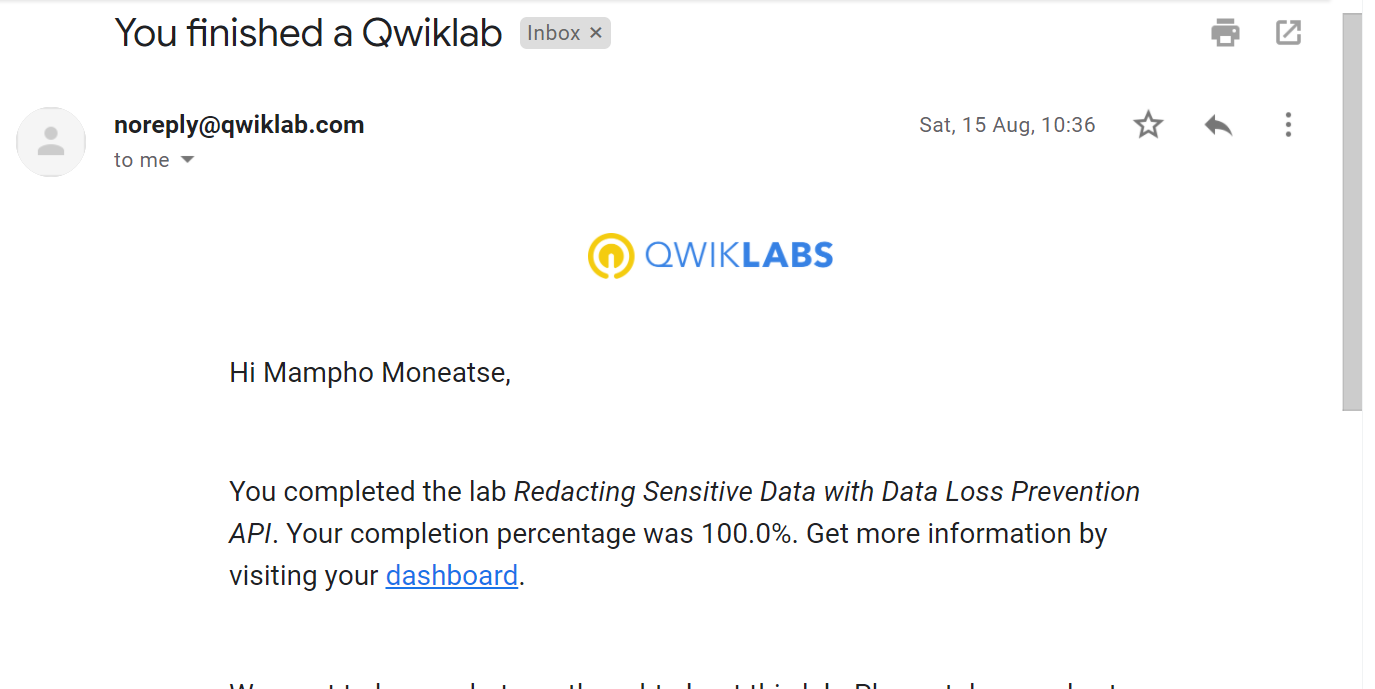 You finished a Qwiklab Inbox ×
noreply@qwiklab.com Sat, 15 Aug, 10:36
to me
QWIKLABS
Hi Mampho Moneatse,
You completed the lab Redacting Sensitive Data with Data Loss Prevention
API. Your completion percentage was 100.0%. Get more information by
visiting your dashboard.